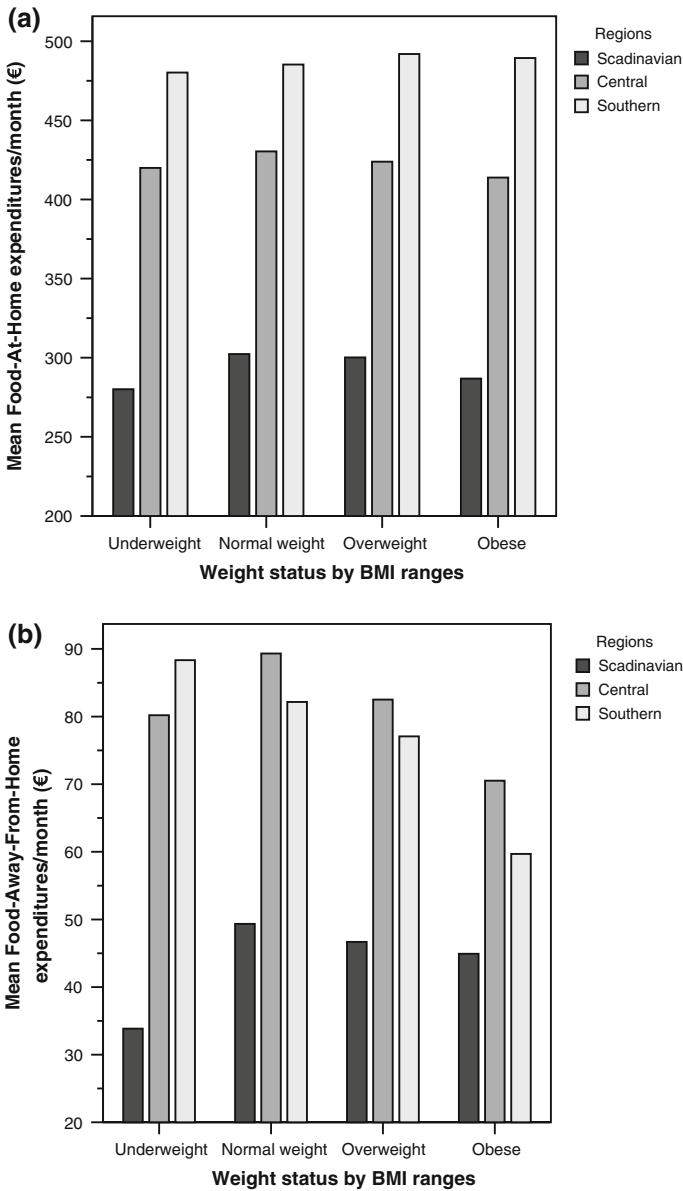 (a)
Regions
Scadinavian
Central
Southern
Mean Food-At-Home expenditures/month (€)
500
450
400
350
300
250
200
Underweight Normal weight Overweight Obese
Weight status by BMI ranges
(b)
Regions
Scadinavian
Central
Southern
Mean Food-Away-From-Home
expenditures/month (€)
90
80
70
60
50
40
30
20
Underweight Normal weight Overweight Obese
Weight status by BMI ranges